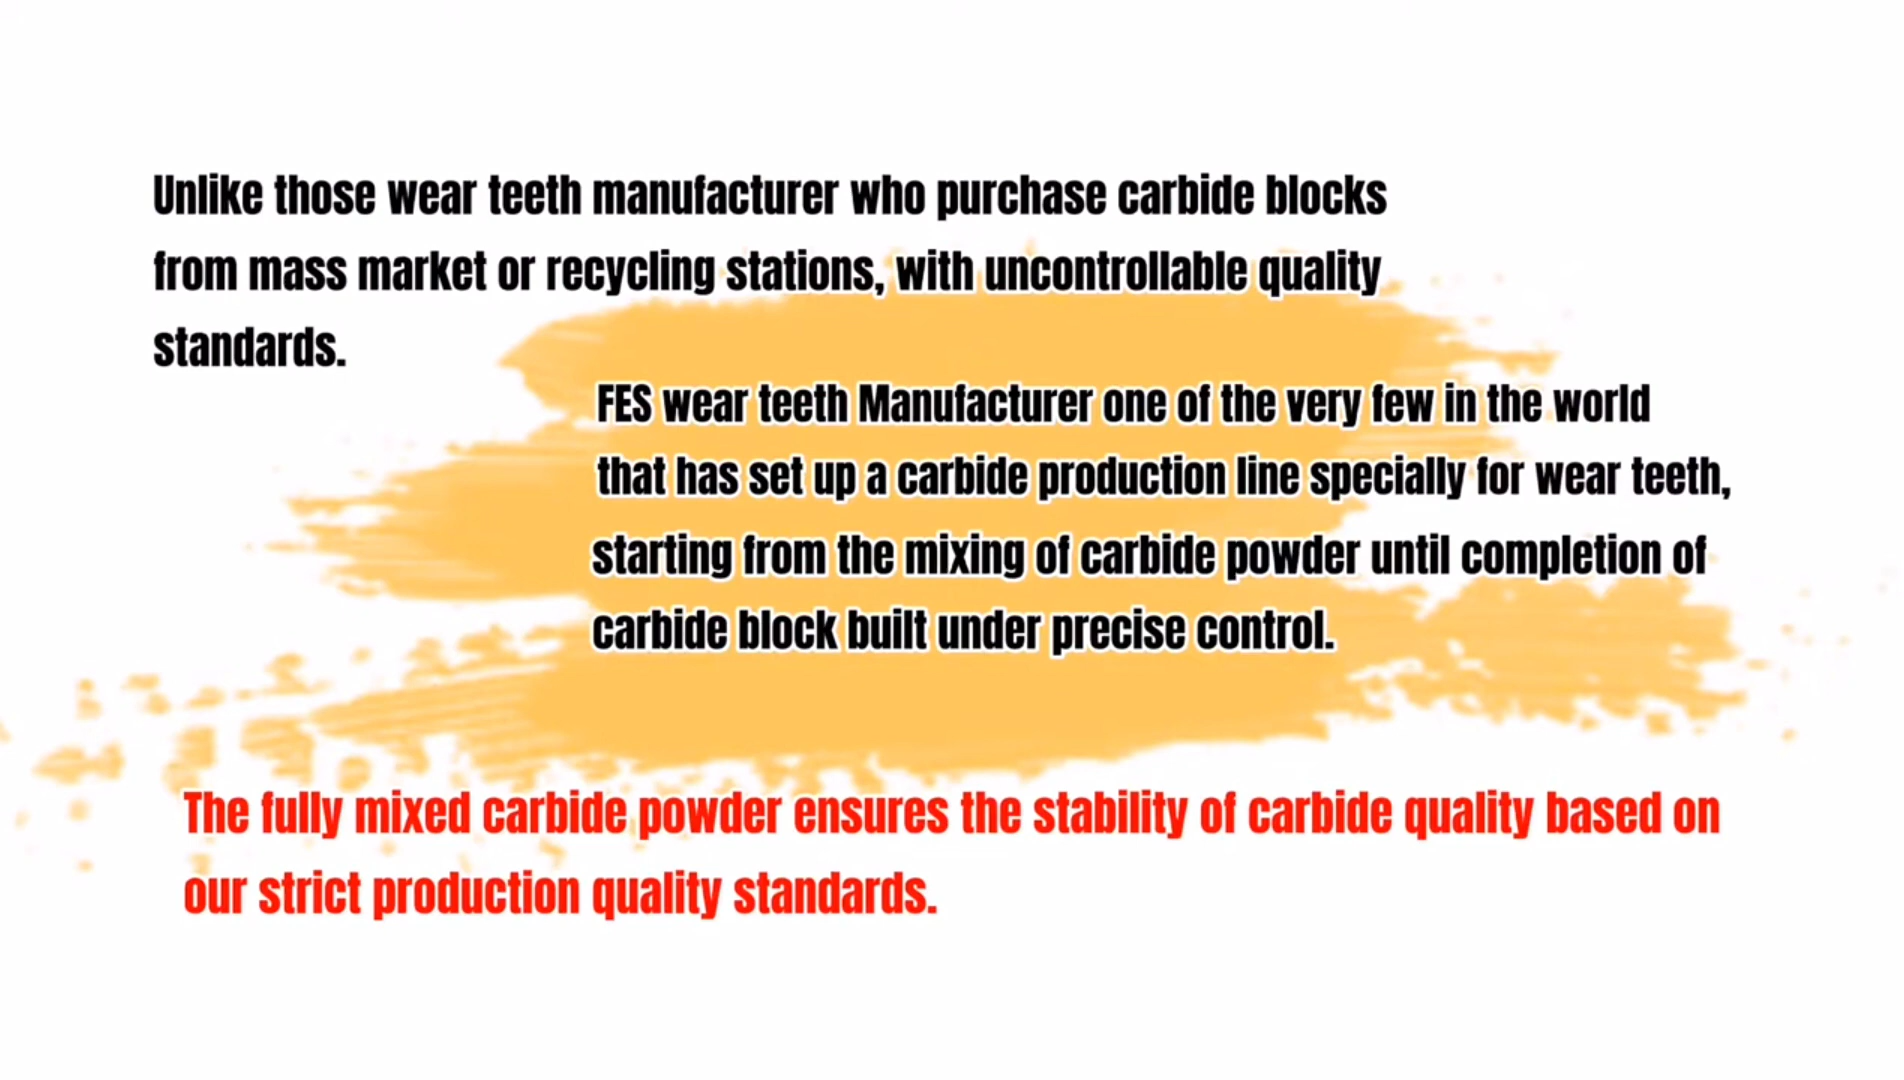 Unlike those wear teeth manufacturer who purchase carbide blocks
from mass market or recycling stations, with uncontrollable quality
standards.
FES wear teeth Manufacturer one of the very few in the world
that has set up a carbide production line specially for wear teeth,
starting from the mixing of carbide powder until completion of
carbide block built under precise control.
The fully mixed carbide powder ensures the stability of carbide quality based on
our strict production quality standards.